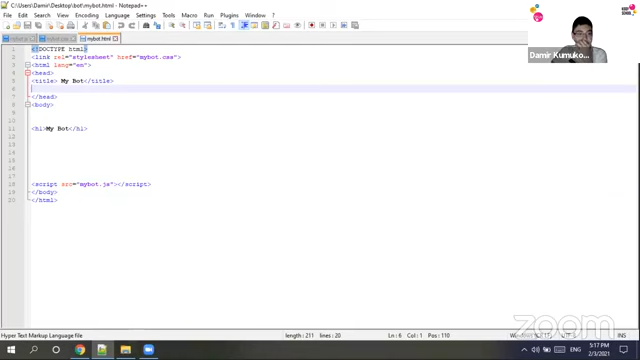 C:\Users\Damir\Desktop\bot\mybot.html - Notepad++
File Edit Search View Encoding Language Settings Tools Macro Run Plugins Window ?
mybot.js mybot.css mybot.html
1 <!DOCTYPE html>
2 <link rel="stylesheet" href="mybot.css">
3 <html lang="en">
4 <head>
5 <title> My Bot</title>
6
7 </head>
8 <body>
9
10
11 <h1>My Bot</h1>
12
13
14
15
16
17
18 <script src="mybot.js"></script>
19 </body>
20 </html>
Damir Kumuko...
Hyper Text Markup Language file length : 211 lines : 20 Ln : 6 Col : 1 Pos : 110 INS
zoom
ENG 5:17 PM
2/3/2021